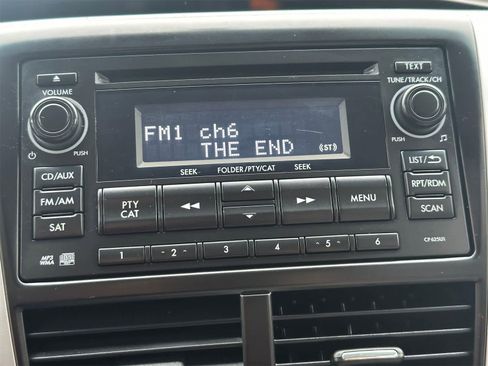 TEXT
VOLUME
TUNE/TRACK/CH
FM1 ch6
THE END (ST)
PUSH
PUSH
SEEK FOLDER/PTY/CAT SEEK
CD/AUX
FM/AM
SAT
PTY
CAT
MENU
LIST/
RPT/RDM
SCAN
1 2 3 4 5 6
MP3
WMA
CP625U1